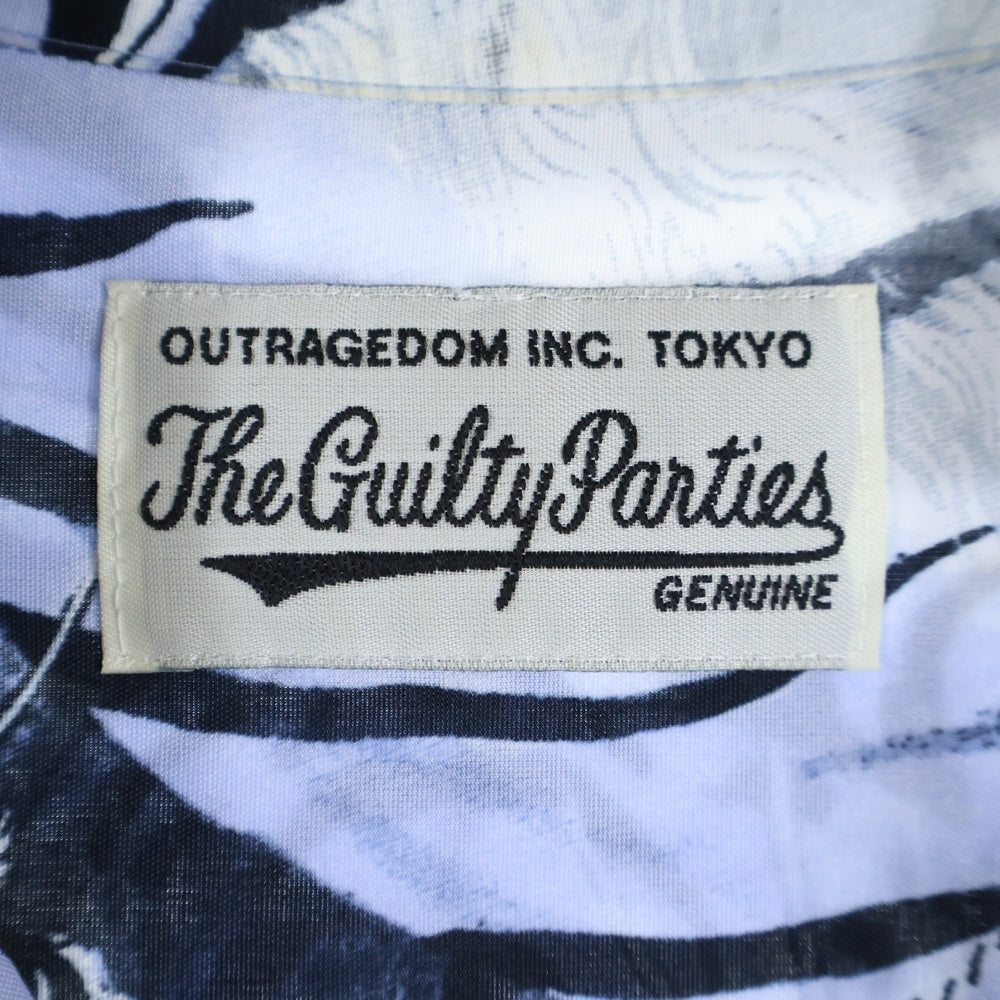 OUTRAGEDOM INC. TOKYO
The Guilty Parties
GENUINE